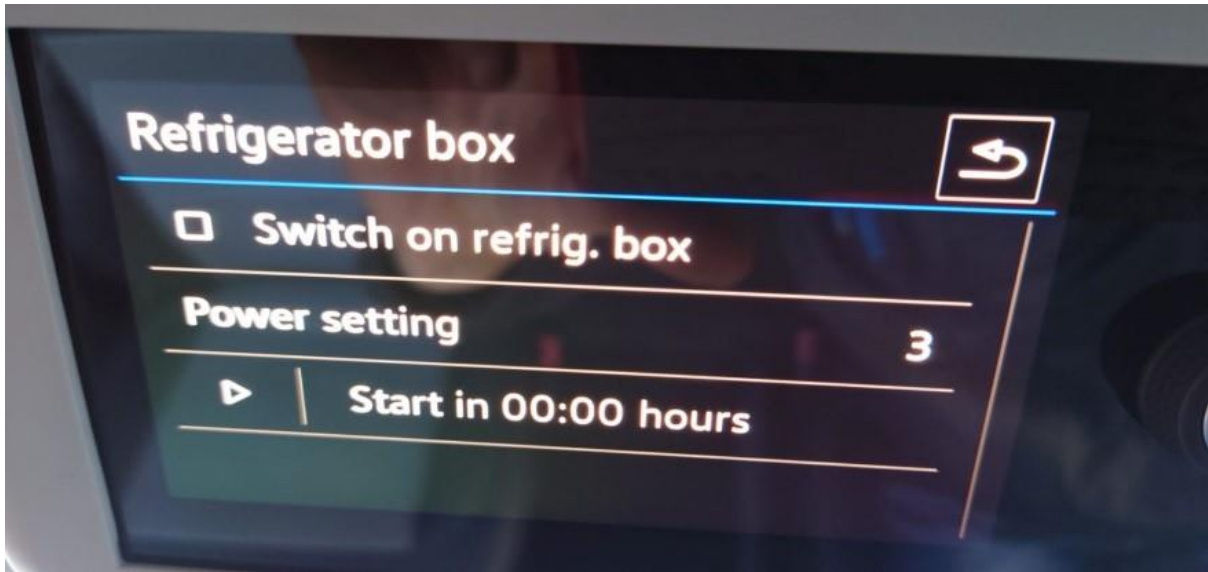 Refrigerator box
Switch on refrig. box
Power setting 3
Start in 00:00 hours